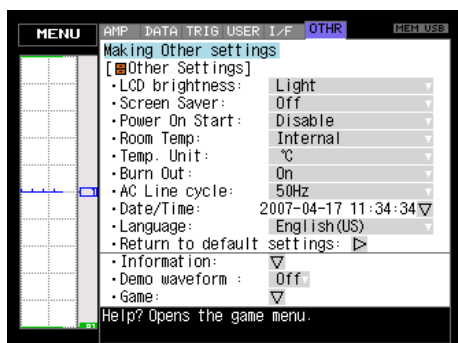 MENU
AMP DATA TRIG USER I/F OTHR MEM USB
Making Other settings
[Other Settings]
・LCD brightness: Light
・Screen Saver: Off
・Power On Start: Disable
・Room Temp: Internal
・Temp. Unit: ℃
・Burn Out: On
・AC Line cycle: 50Hz
・Date/Time: 2007-04-17 11:34:34
・Language: English(US)
・Return to default settings:
・Information:
・Demo waveform : Off
・Game:
Help? Opens the game menu.